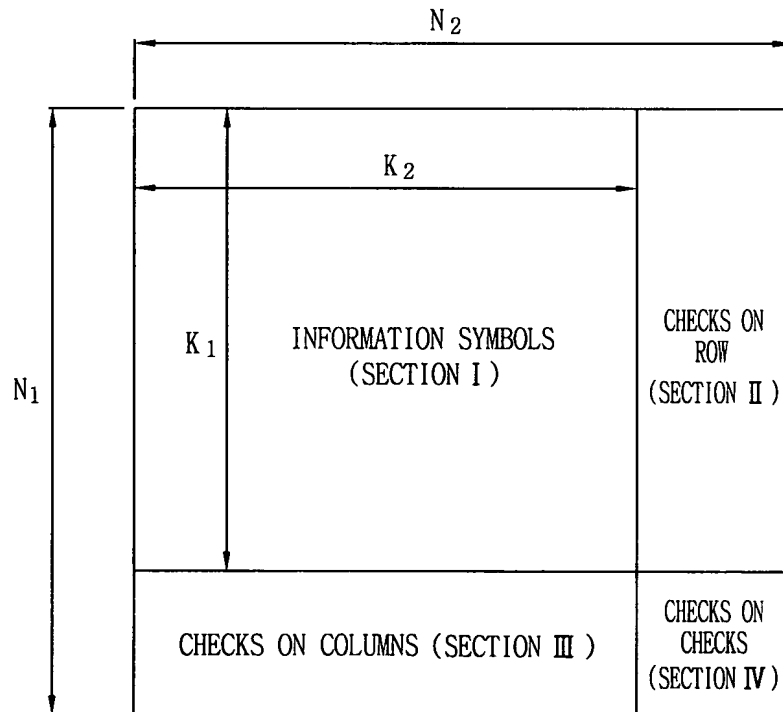 N2
K2
K1
N1
INFORMATION SYMBOLS
(SECTION I)
CHECKS ON
ROW
(SECTION Ⅱ)
CHECKS ON COLUMNS (SECTION Ⅲ)
CHECKS ON
CHECKS
(SECTION Ⅳ)